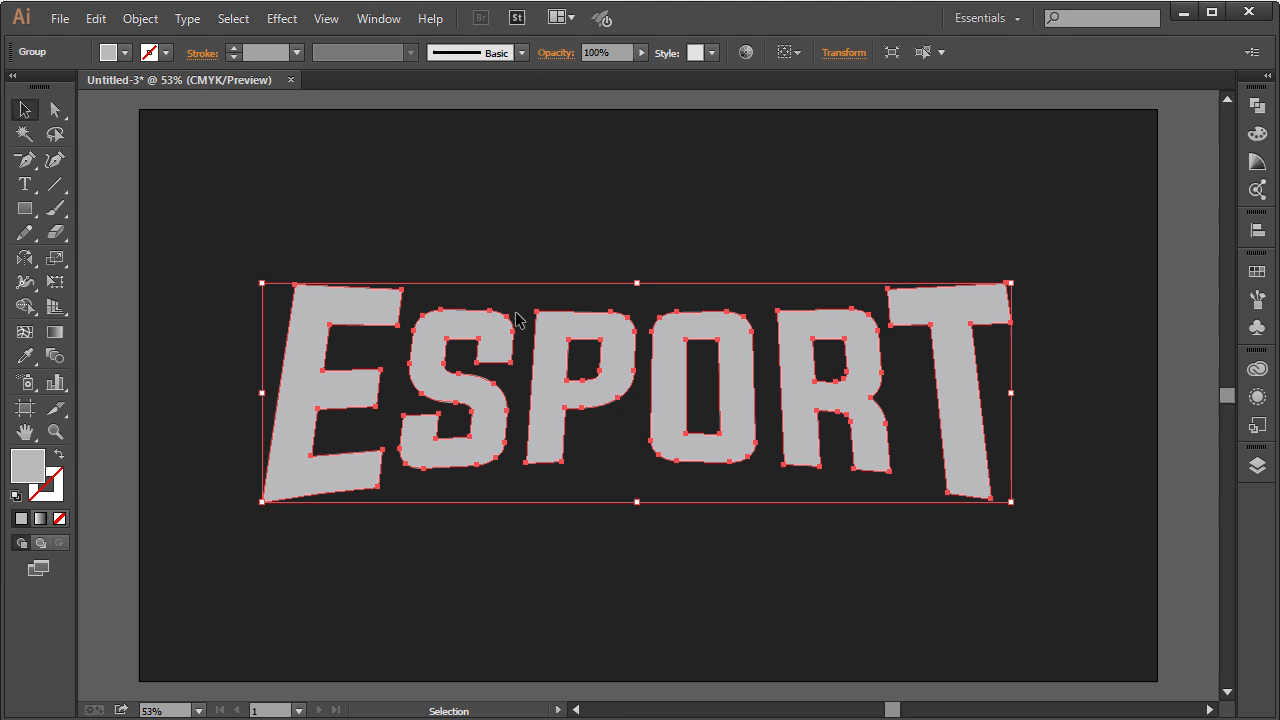 Ai File Edit Object Type Select Effect View Window Help Br St Essentials
Group Stroke: Basic Opacity: 100% Style: Transform
Untitled-3* @ 53% (CMYK/Preview)
ESPORT
53% 1 Selection